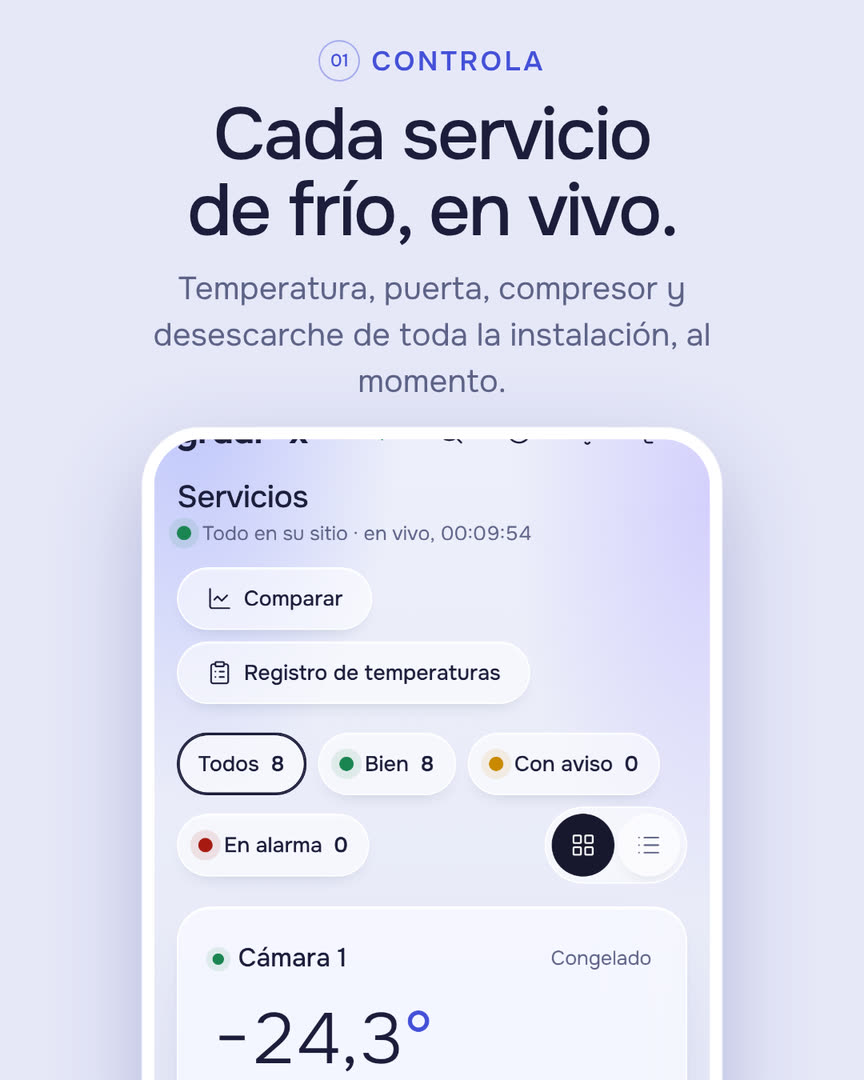 01 CONTROLA
Cada servicio
de frío, en vivo.
Temperatura, puerta, compresor y
desescarche de toda la instalación, al
momento.
Servicios
Todo en su sitio · en vivo, 00:09:54
Comparar
Registro de temperaturas
Todos 8
Bien 8
Con aviso 0
En alarma 0
Cámara 1
Congelado
-24,3°